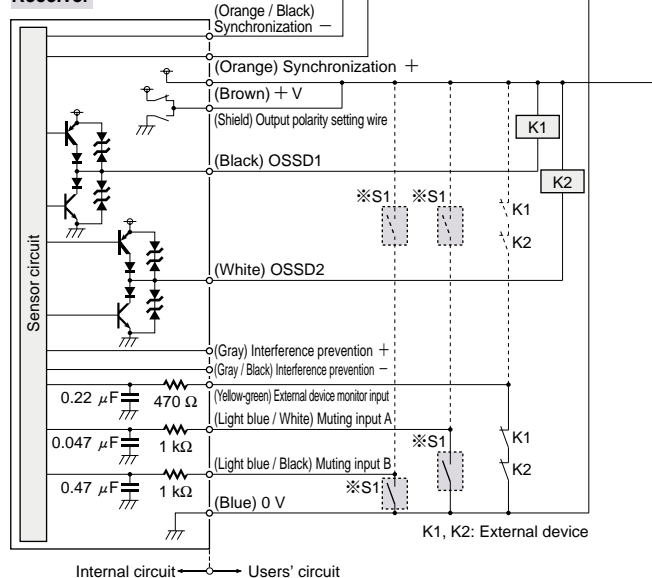 Receiver
(Orange / Black)
Synchronization −
(Orange) Synchronization +
(Brown) + V
(Shield) Output polarity setting wire
K1
(Black) OSSD1
K2
※S1
※S1
K1
K2
(White) OSSD2
Sensor circuit
(Gray) Interference prevention +
(Gray / Black) Interference prevention −
0.22 μF
470 Ω
(Yellow-green) External device monitor input
(Light blue / White) Muting input A
0.047 μF
1 kΩ
※S1
K1
K2
(Light blue / Black) Muting input B
0.47 μF
1 kΩ
※S1
(Blue) 0 V
K1, K2: External device
Internal circuit
Users' circuit